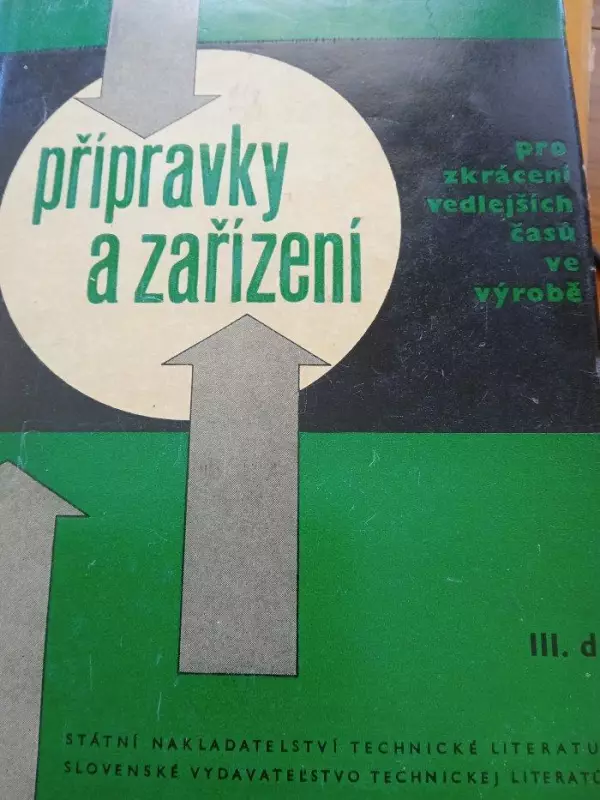 přípravky
a zařízení
pro
zkrácení
vedlejších
časů
ve
výrobě
III. d
STÁTNÍ NAKLADATELSTVÍ TECHNICKÉ LITERATU
SLOVENSKÉ VYDAVATEĽSTVO TECHNICKEJ LITERATÚ